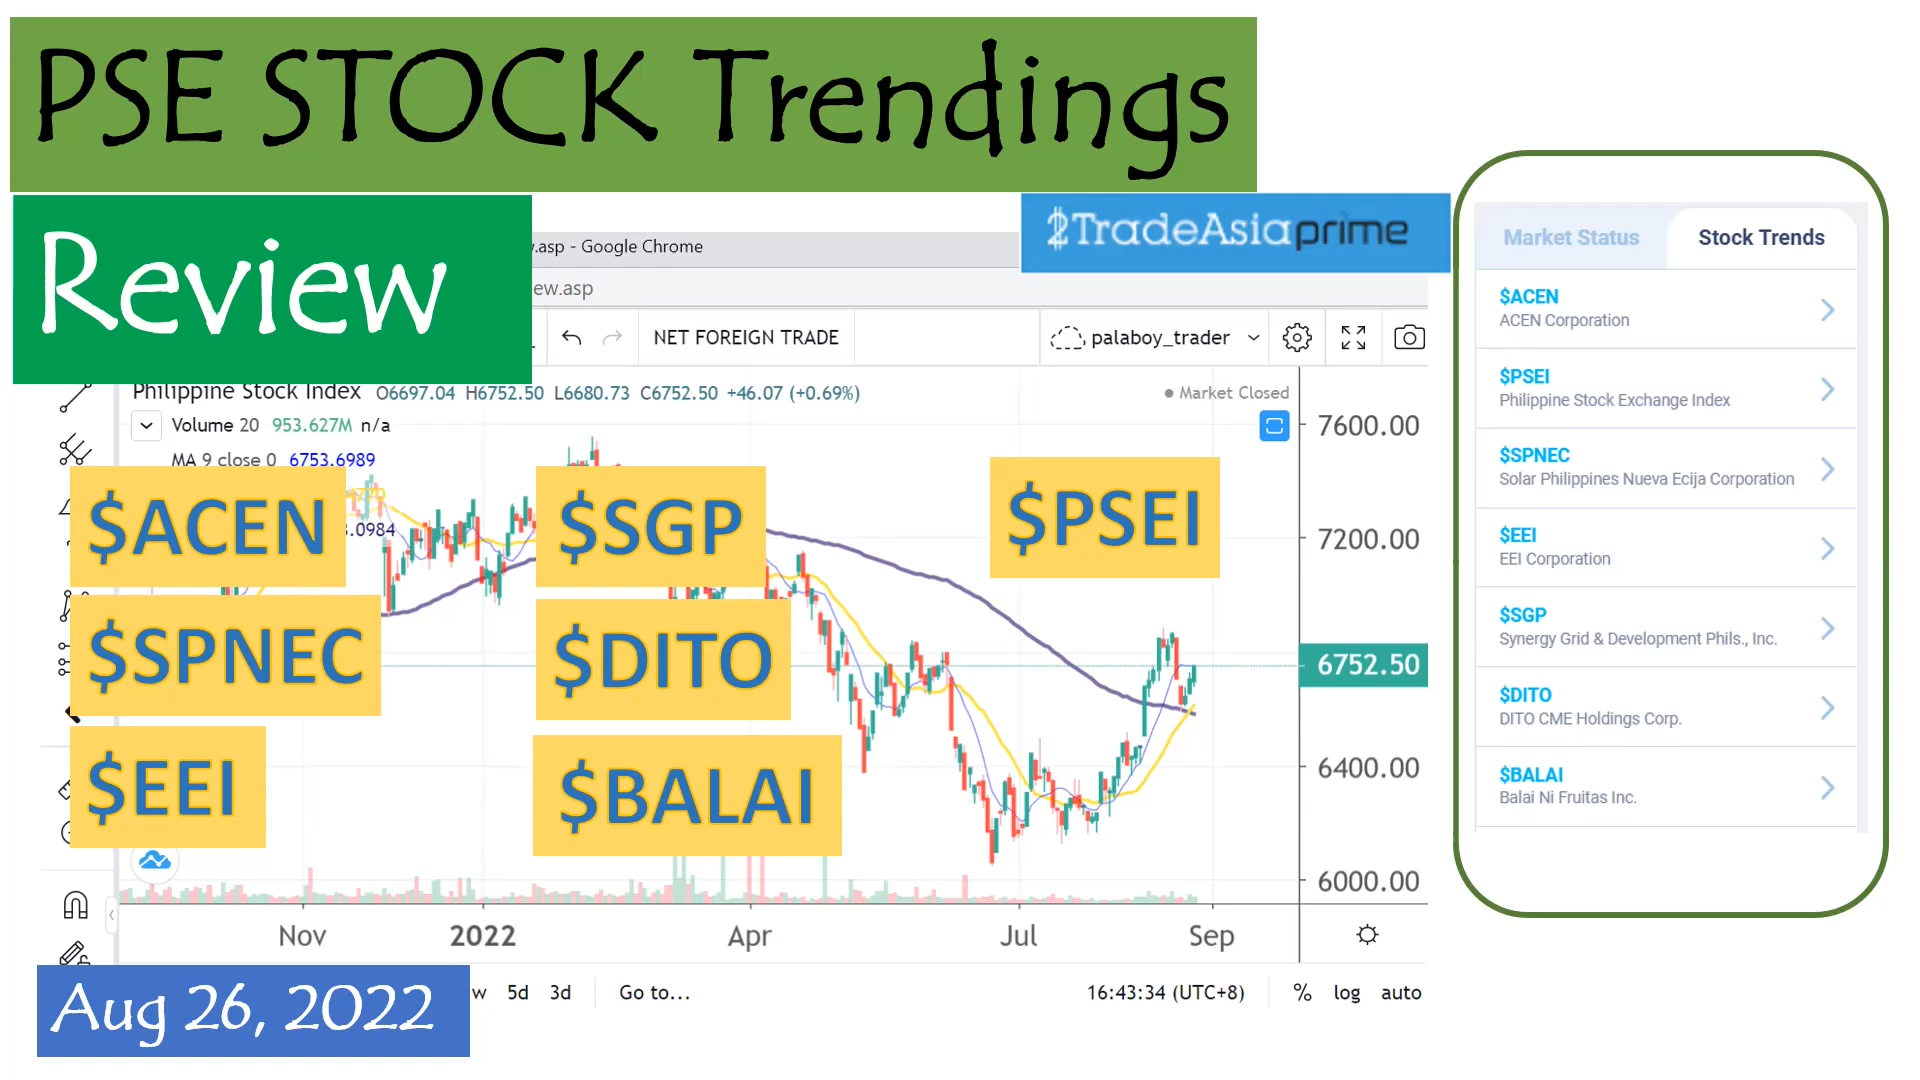 PSE STOCK Trendings
Review
.asp - Google Chrome
ew.asp
TradeAsiaprime
NET FOREIGN TRADE
palaboy_trader
Philippine Stock Index O6697.04 H6752.50 L6680.73 C6752.50 +46.07 (+0.69%)
Market Closed
Volume 20 953.627M n/a
MA 9 close 0 6753.6989
.0984
$ACEN
$SGP
$PSEI
$SPNEC
$DITO
$EEI
$BALAI
7600.00
7200.00
6752.50
6400.00
6000.00
Nov
2022
Apr
Jul
Sep
Aug 26, 2022
w
5d
3d
Go to...
16:43:34 (UTC+8)
%
log
auto
Market Status
Stock Trends
$ACEN
ACEN Corporation
$PSEI
Philippine Stock Exchange Index
$SPNEC
Solar Philippines Nueva Ecija Corporation
$EEI
EEI Corporation
$SGP
Synergy Grid & Development Phils., Inc.
$DITO
DITO CME Holdings Corp.
$BALAI
Balai Ni Fruitas Inc.